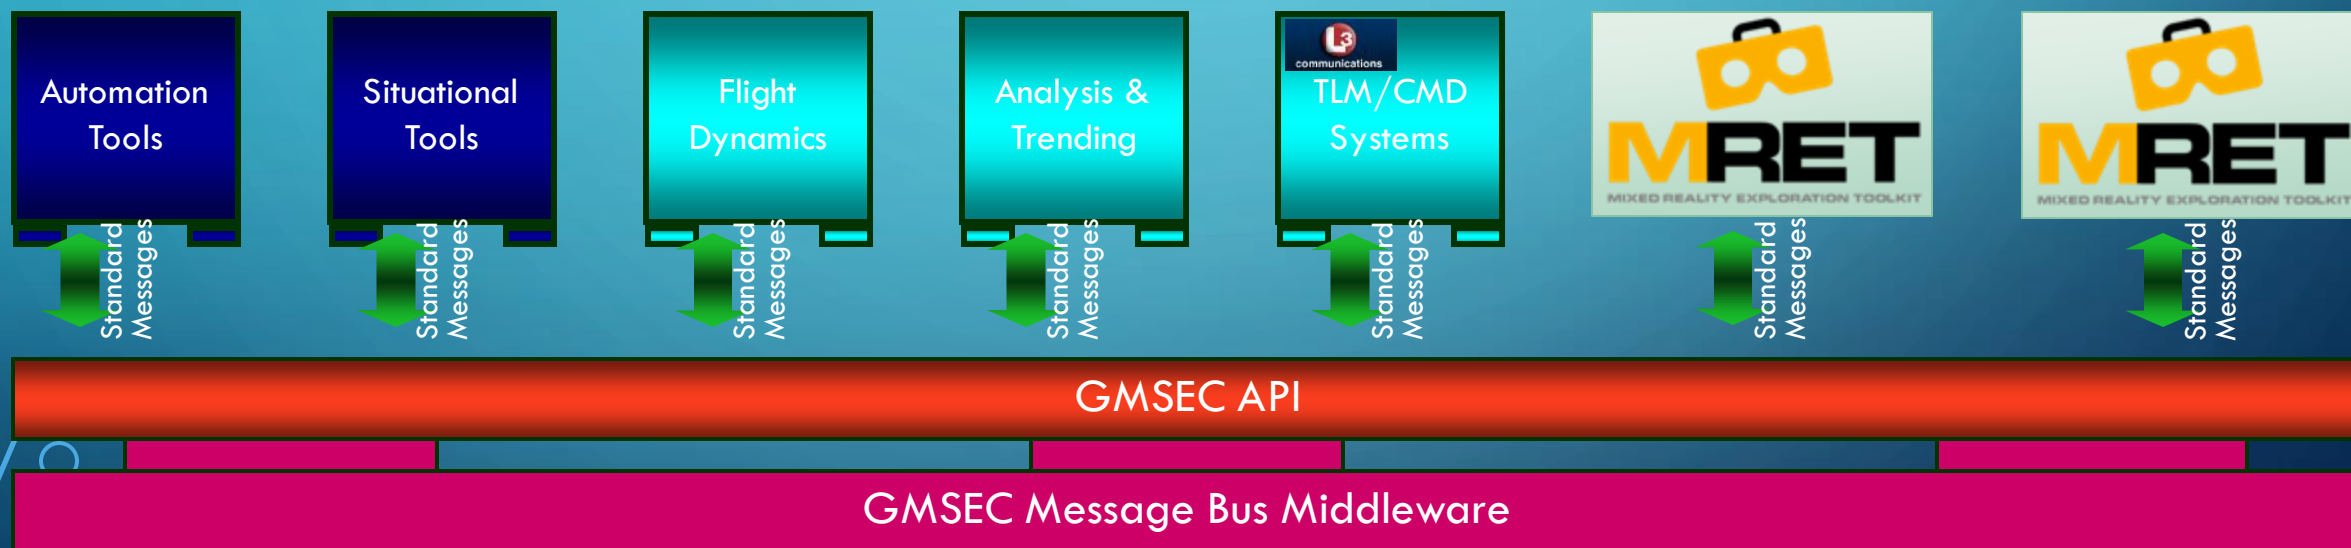 Automation
Tools
Situational
Tools
Flight
Dynamics
Analysis &
Trending
L3
communications
TLM/CMD
Systems
MRET
MIXED REALITY EXPLORATION TOOLKIT
MRET
MIXED REALITY EXPLORATION TOOLKIT
Standard
Messages
Standard
Messages
Standard
Messages
Standard
Messages
Standard
Messages
Standard
Messages
Standard
Messages
GMSEC API
GMSEC Message Bus Middleware